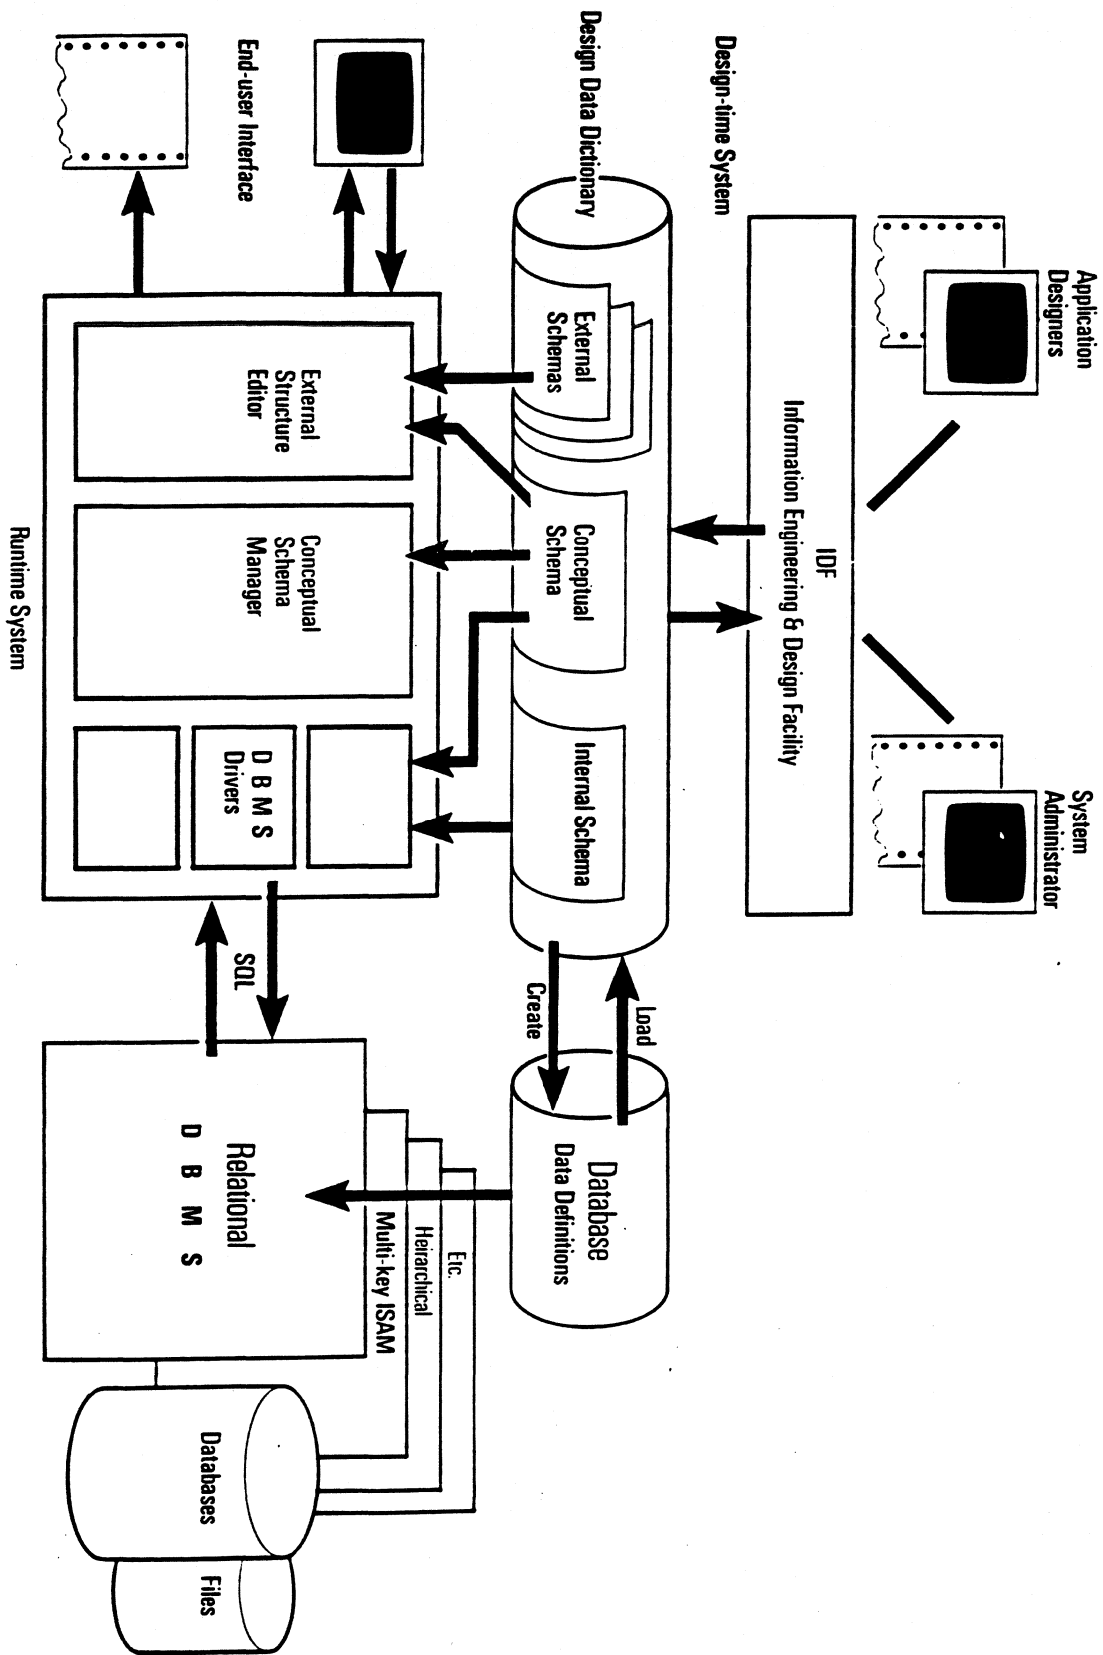 Application
Designers
System
Administrator
IDF
Information Engineering & Design Facility
Design-time System
Design Data Dictionary
External
Schemas
Conceptual
Schema
Internal Schema
Load
Create
Database
Data Definitions
End-user Interface
External
Structure
Editor
Conceptual
Schema
Manager
D B M S
Drivers
Runtime System
SQL
Etc.
Heirarchical
Multi-key ISAM
Relational
D B M S
Databases
Files